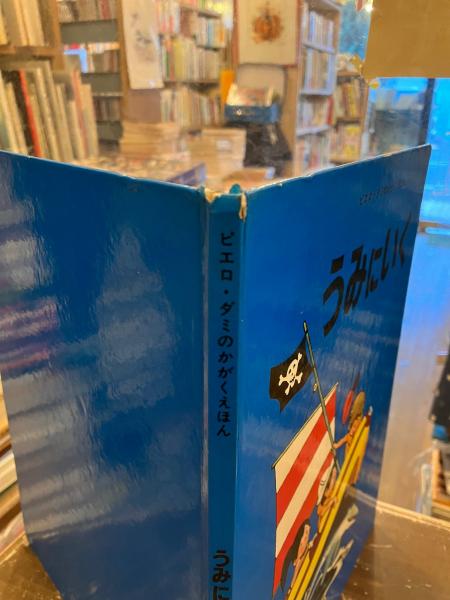 ピエロ・ダミのかがくえほん
うみに
うみにいく